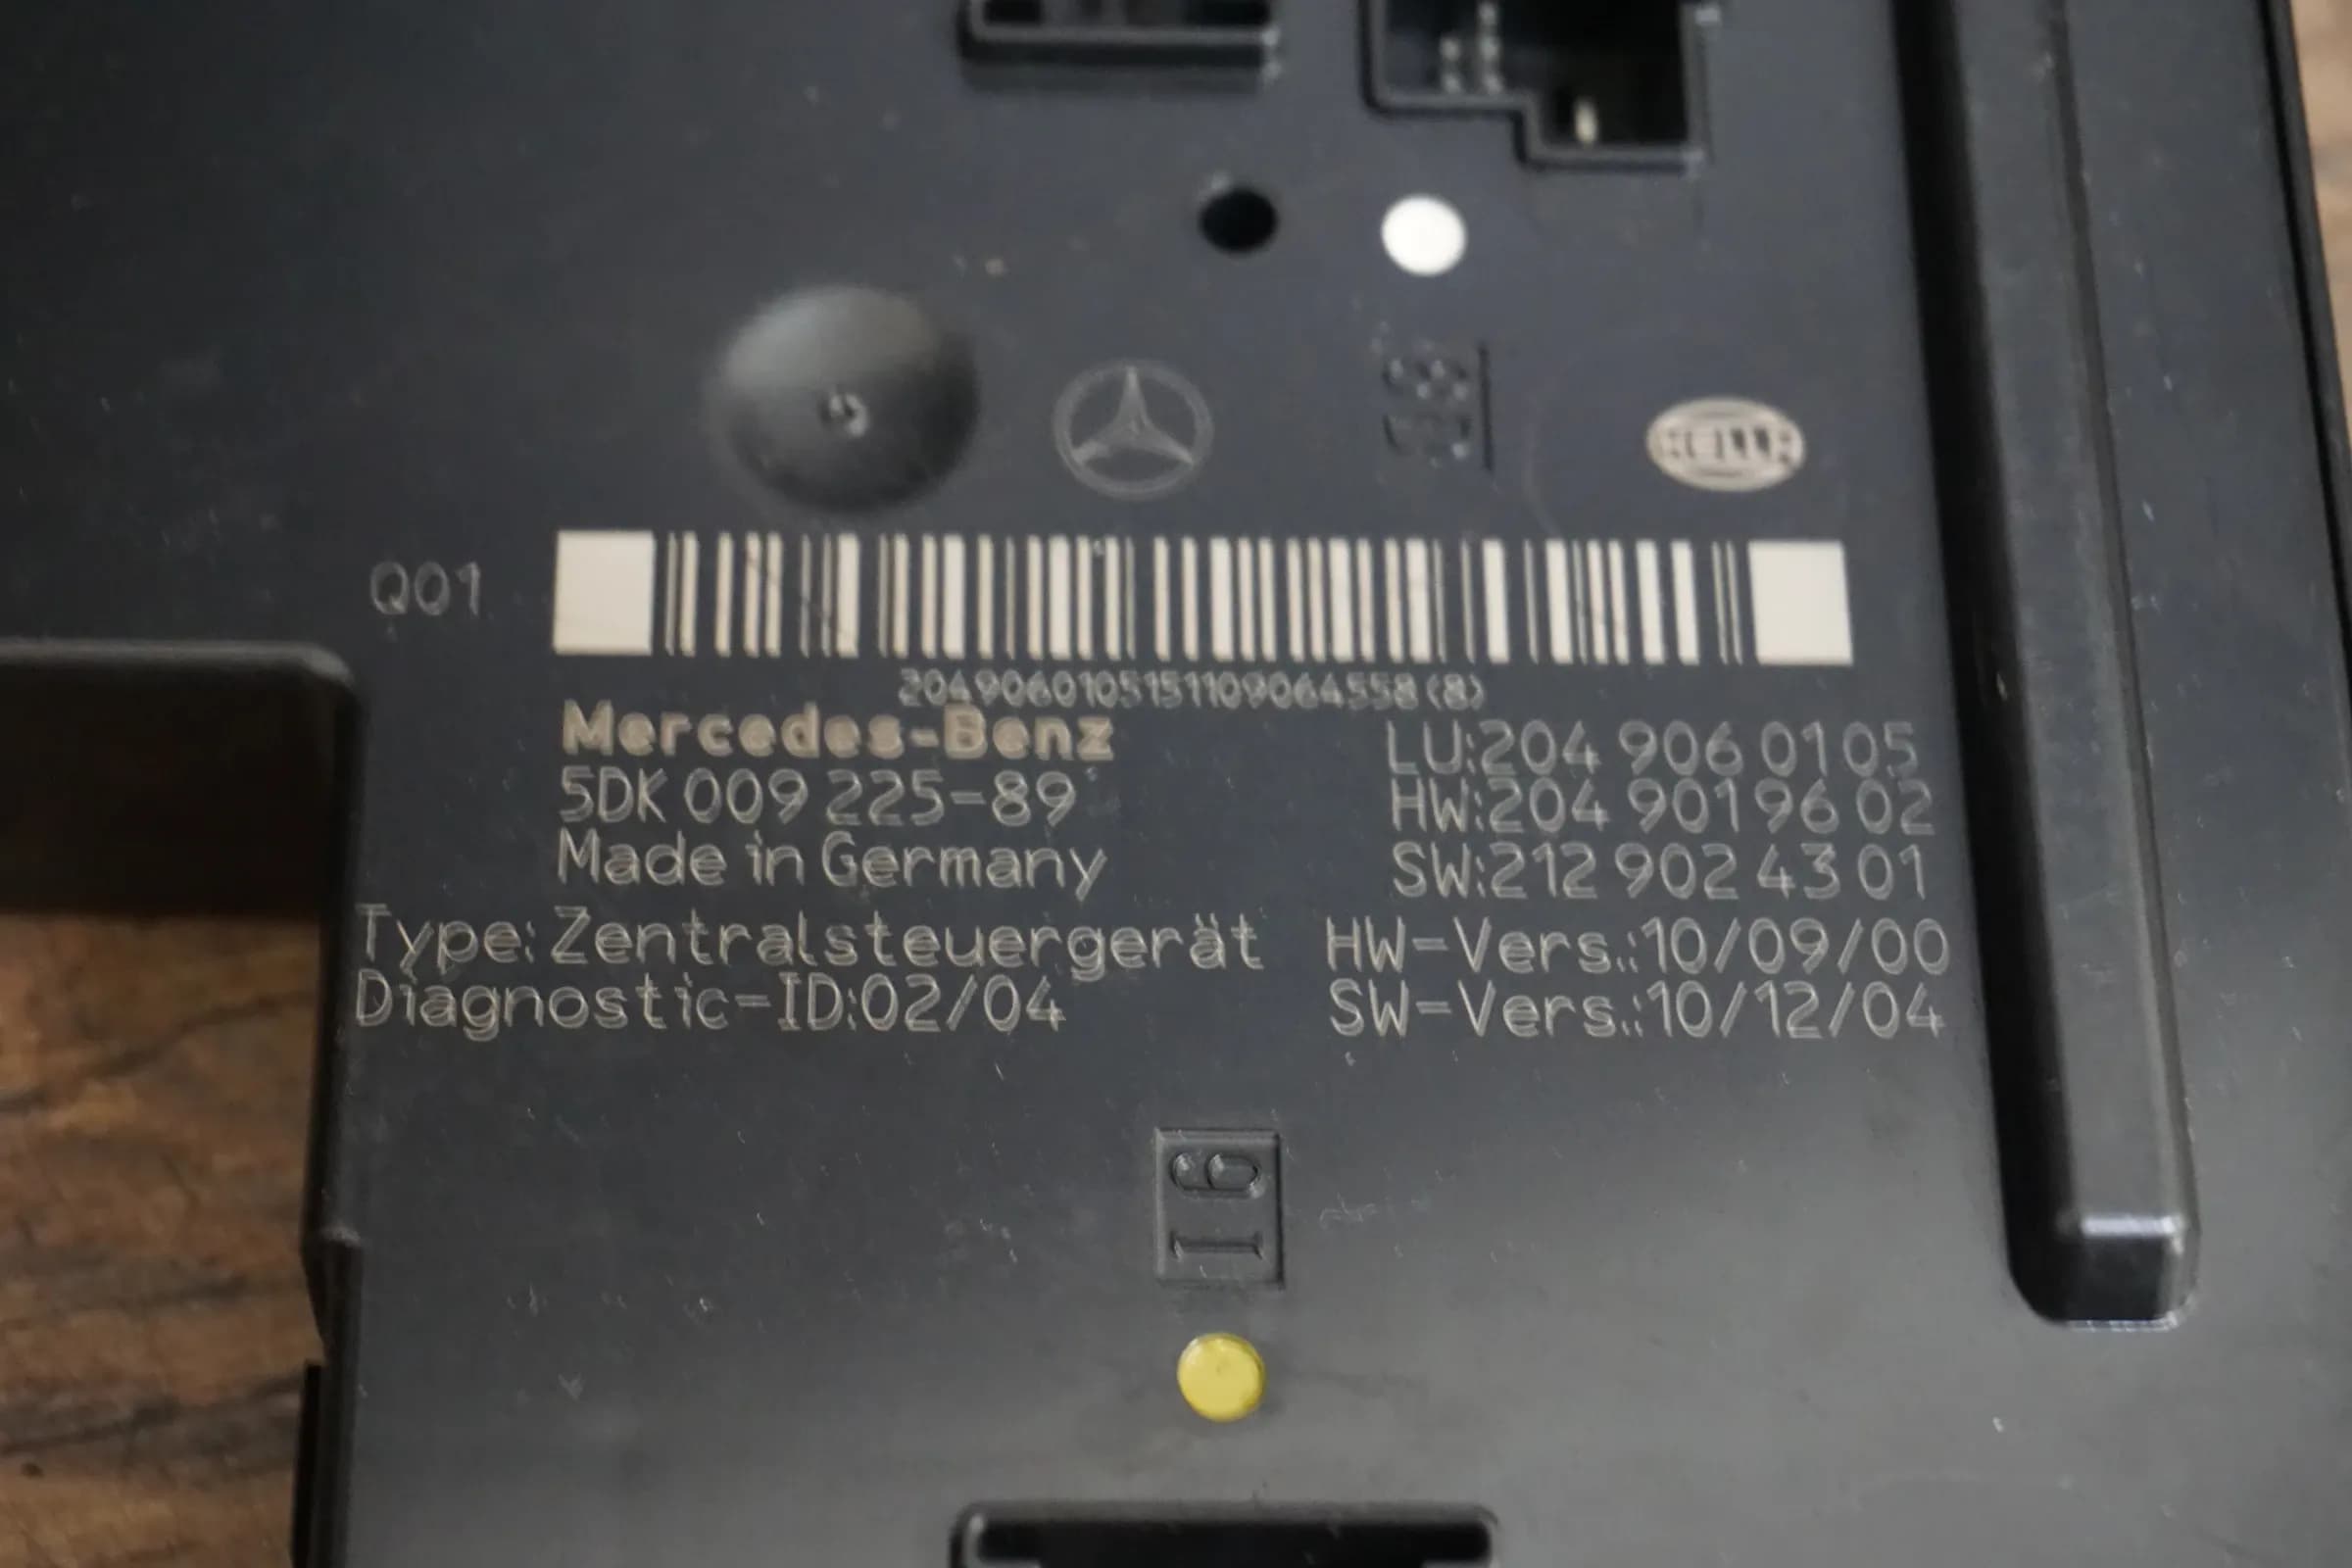 HELLA
Q01
2049060105151109064558(8)
Mercedes-Benz
LU:204 906 01 05
5DK 009 225-89
HW:204 901 96 02
Made in Germany
SW:212 902 43 01
Type: Zentralsteuergerät
HW-Vers.:10/09/00
Diagnostic-ID:02/04
SW-Vers.:10/12/04
16